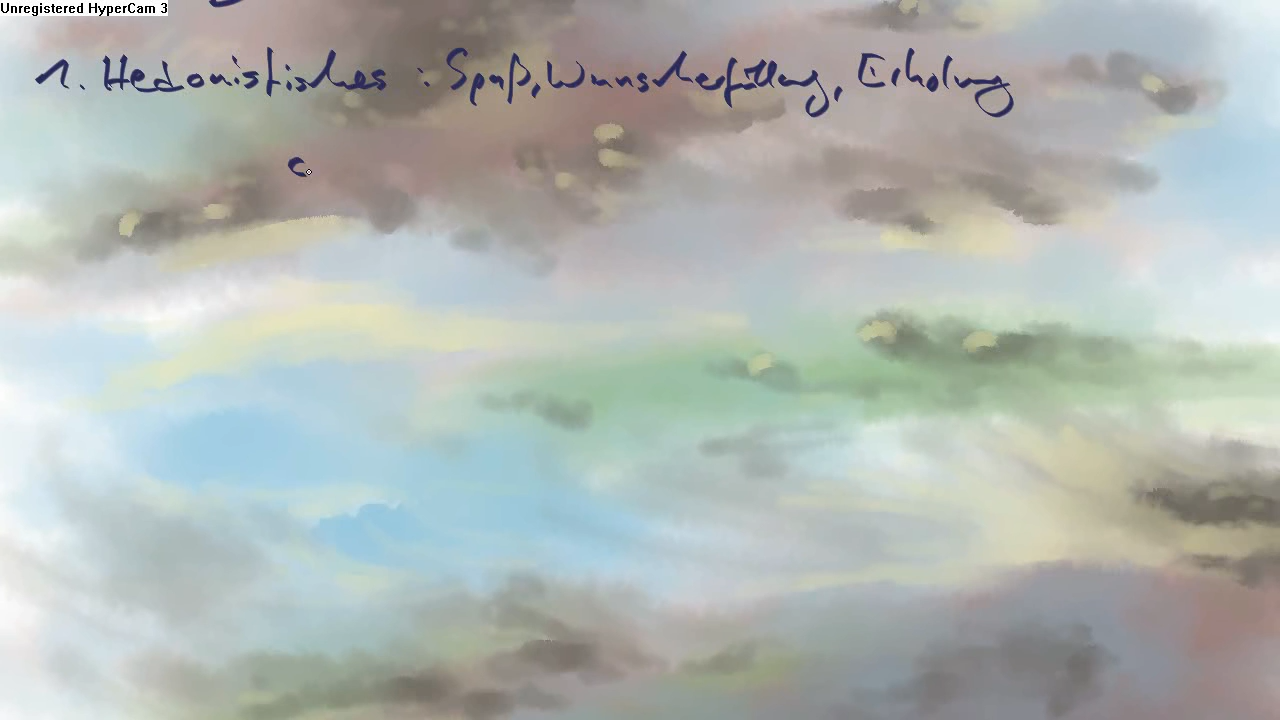 Unregistered HyperCam 3
1. Hedonistisches : Spaß, Wunscherfüllung, Erholung